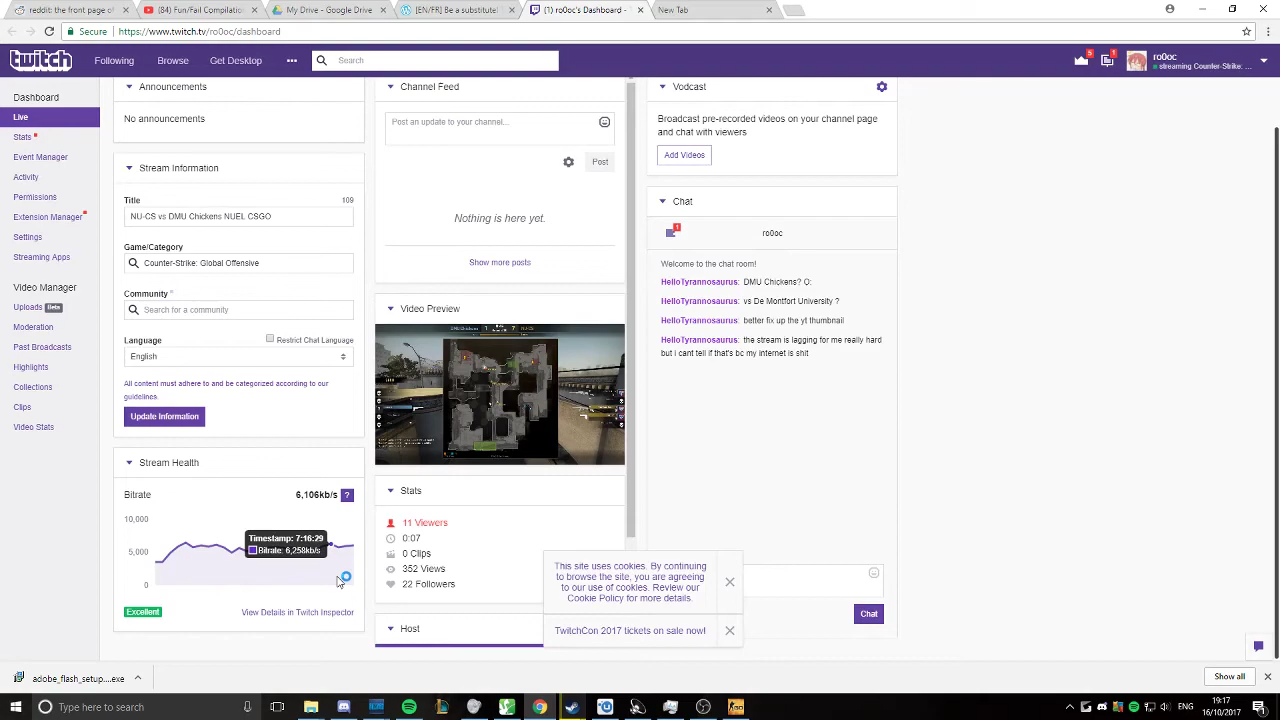 reddit: the front page of
(84) Fun/Fail Compilation
My Drive - Google Drive
[EN/FR] Be a substitute!
(1) ro0oc's Dashboard -
New Tab
Secure
https://www.twitch.tv/ro0oc/dashboard
twitch
Following
Browse
Get Desktop
Search
5
1
ro0oc
streaming Counter-Strike: ...
Dashboard
Live
Stats
Event Manager
Activity
Permissions
Extension Manager
Settings
Streaming Apps
Video Manager
Uploads Beta
Moderation
Past Broadcasts
Highlights
Collections
Clips
Video Stats
Announcements
No announcements
Stream Information
Title 109
NU-CS vs DMU Chickens NUEL CSGO
Game/Category
Counter-Strike: Global Offensive
Community
Search for a community
Language Restrict Chat Language
English
All content must adhere to and be categorized according to our
guidelines.
Update Information
Stream Health
Bitrate 6,106kb/s ?
10,000
5,000
0
Timestamp: 7:16:29
Bitrate: 6,258kb/s
Excellent
View Details in Twitch Inspector
Channel Feed
Post an update to your channel...
Post
Nothing is here yet.
Show more posts
Video Preview
DMU Chickens 1 7 NU-CS
Stats
11 Viewers
0:07
0 Clips
352 Views
22 Followers
Host
Vodcast
Broadcast pre-recorded videos on your channel page
and chat with viewers
Add Videos
Chat
1
ro0oc
Welcome to the chat room!
HelloTyrannosaurus: DMU Chickens? O:
HelloTyrannosaurus: vs De Montfort University ?
HelloTyrannosaurus: better fix up the yt thumbnail
HelloTyrannosaurus: the stream is lagging for me really hard
but i cant tell if that's bc my internet is shit
Chat
This site uses cookies. By continuing
to browse the site, you are agreeing
to our use of cookies. Review our
Cookie Policy for more details.
TwitchCon 2017 tickets on sale now!
adobe_flash_setup....exe
Show all
Type here to search
ENG
19:17
16/10/2017